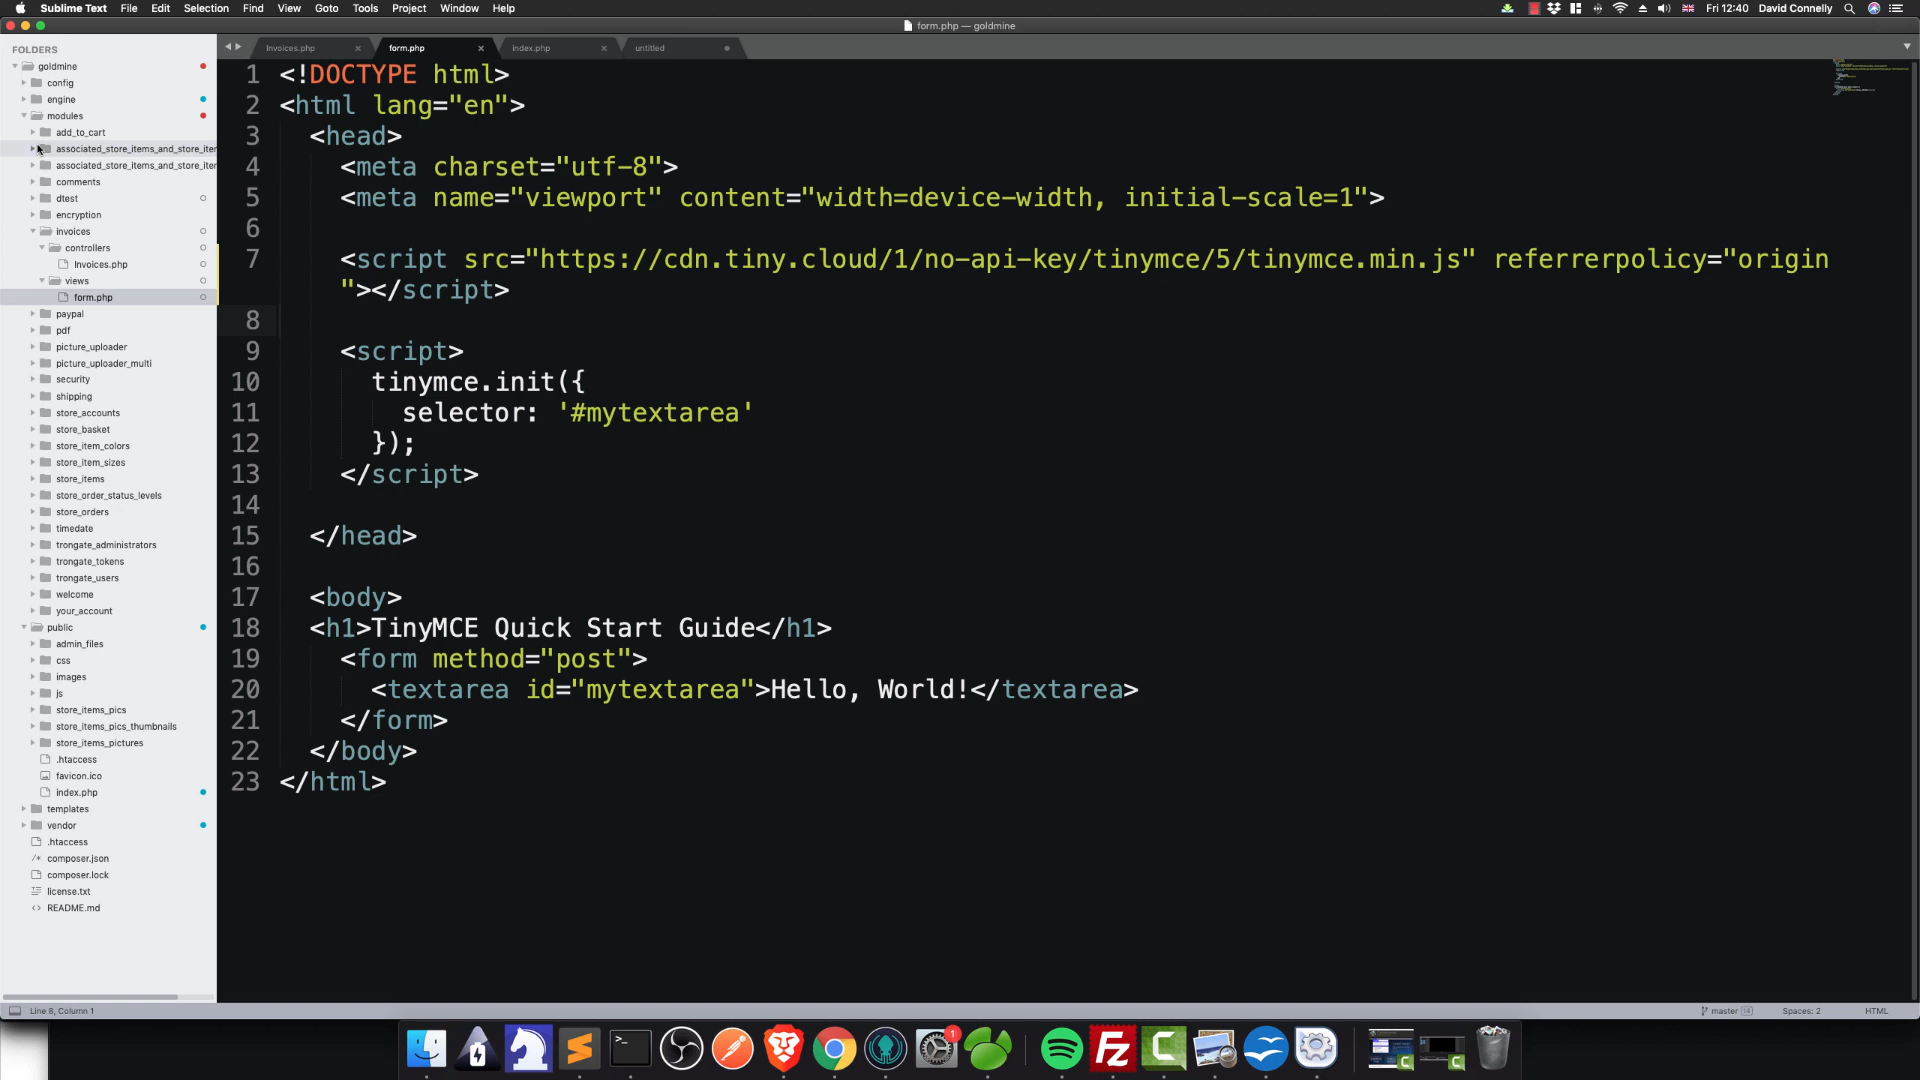 Sublime Text File Edit Selection Find View Goto Tools Project Window Help Fri 12:40 David Connelly
form.php — goldmine
FOLDERS
goldmine
config
engine
modules
add_to_cart
associated_store_items_and_store_iter
associated_store_items_and_store_iter
comments
dtest
encryption
invoices
controllers
Invoices.php
views
form.php
paypal
pdf
picture_uploader
picture_uploader_multi
security
shipping
store_accounts
store_basket
store_item_colors
store_item_sizes
store_items
store_order_status_levels
store_orders
timedate
trongate_administrators
trongate_tokens
trongate_users
welcome
your_account
public
admin_files
css
images
js
store_items_pics
store_items_pics_thumbnails
store_items_pictures
.htaccess
favicon.ico
index.php
templates
vendor
.htaccess
composer.json
composer.lock
license.txt
README.md
Invoices.php form.php index.php untitled
1 <!DOCTYPE html>
2 <html lang="en">
3 <head>
4 <meta charset="utf-8">
5 <meta name="viewport" content="width=device-width, initial-scale=1">
6
7 <script src="https://cdn.tiny.cloud/1/no-api-key/tinymce/5/tinymce.min.js" referrerpolicy="origin
"></script>
8
9 <script>
10 tinymce.init({
11 selector: '#mytextarea'
12 });
13 </script>
14
15 </head>
16
17 <body>
18 <h1>TinyMCE Quick Start Guide</h1>
19 <form method="post">
20 <textarea id="mytextarea">Hello, World!</textarea>
21 </form>
22 </body>
23 </html>
Line 8, Column 1 master 14 Spaces: 2 HTML
1